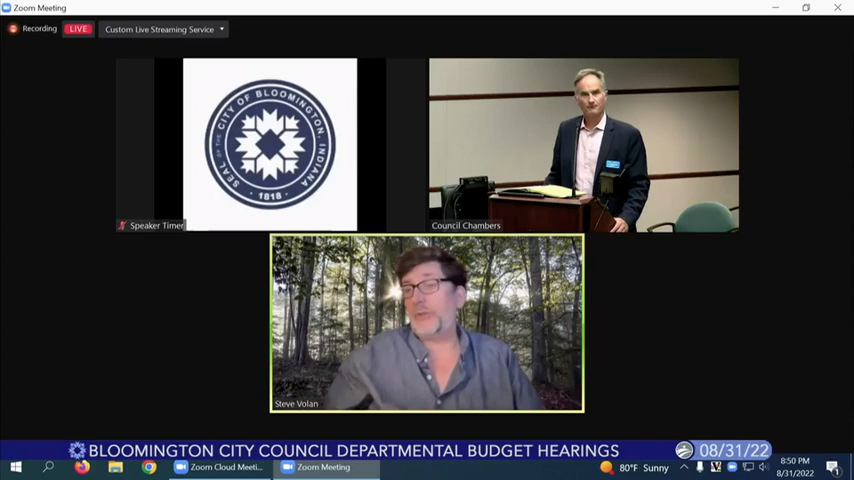 Zoom Meeting
Recording
LIVE
Custom Live Streaming Service
SEAL OF THE CITY OF BLOOMINGTON, INDIANA
1818
Speaker Timer
Council Chambers
Steve Volan
BLOOMINGTON CITY COUNCIL DEPARTMENTAL BUDGET HEARINGS
08/31/22
Zoom Cloud Meeti...
Zoom Meeting
80°F Sunny
8:50 PM
8/31/2022